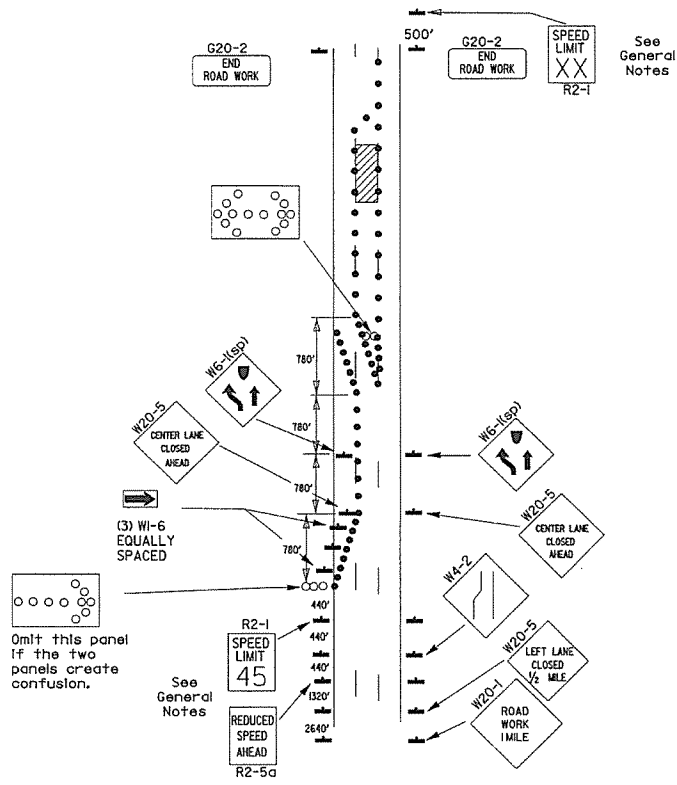 G20-2
END
ROAD WORK
500'
G20-2
END
ROAD WORK
SPEED
LIMIT
XX
R2-1
See
General
Notes
780'
W6-1(sp)
W20-5
CENTER LANE
CLOSED
AHEAD
780'
W6-1(sp)
780'
W20-5
CENTER LANE
CLOSED
AHEAD
(3) W1-6
EQUALLY
SPACED
780'
W4-2
Omit this panel
if the two
panels create
confusion.
440'
R2-1
SPEED
LIMIT
45
440'
440'
See
General
Notes
W20-5
LEFT LANE
CLOSED
1/2 MILE
1320'
REDUCED
SPEED
AHEAD
R2-5a
2640'
W20-1
ROAD
WORK
1 MILE